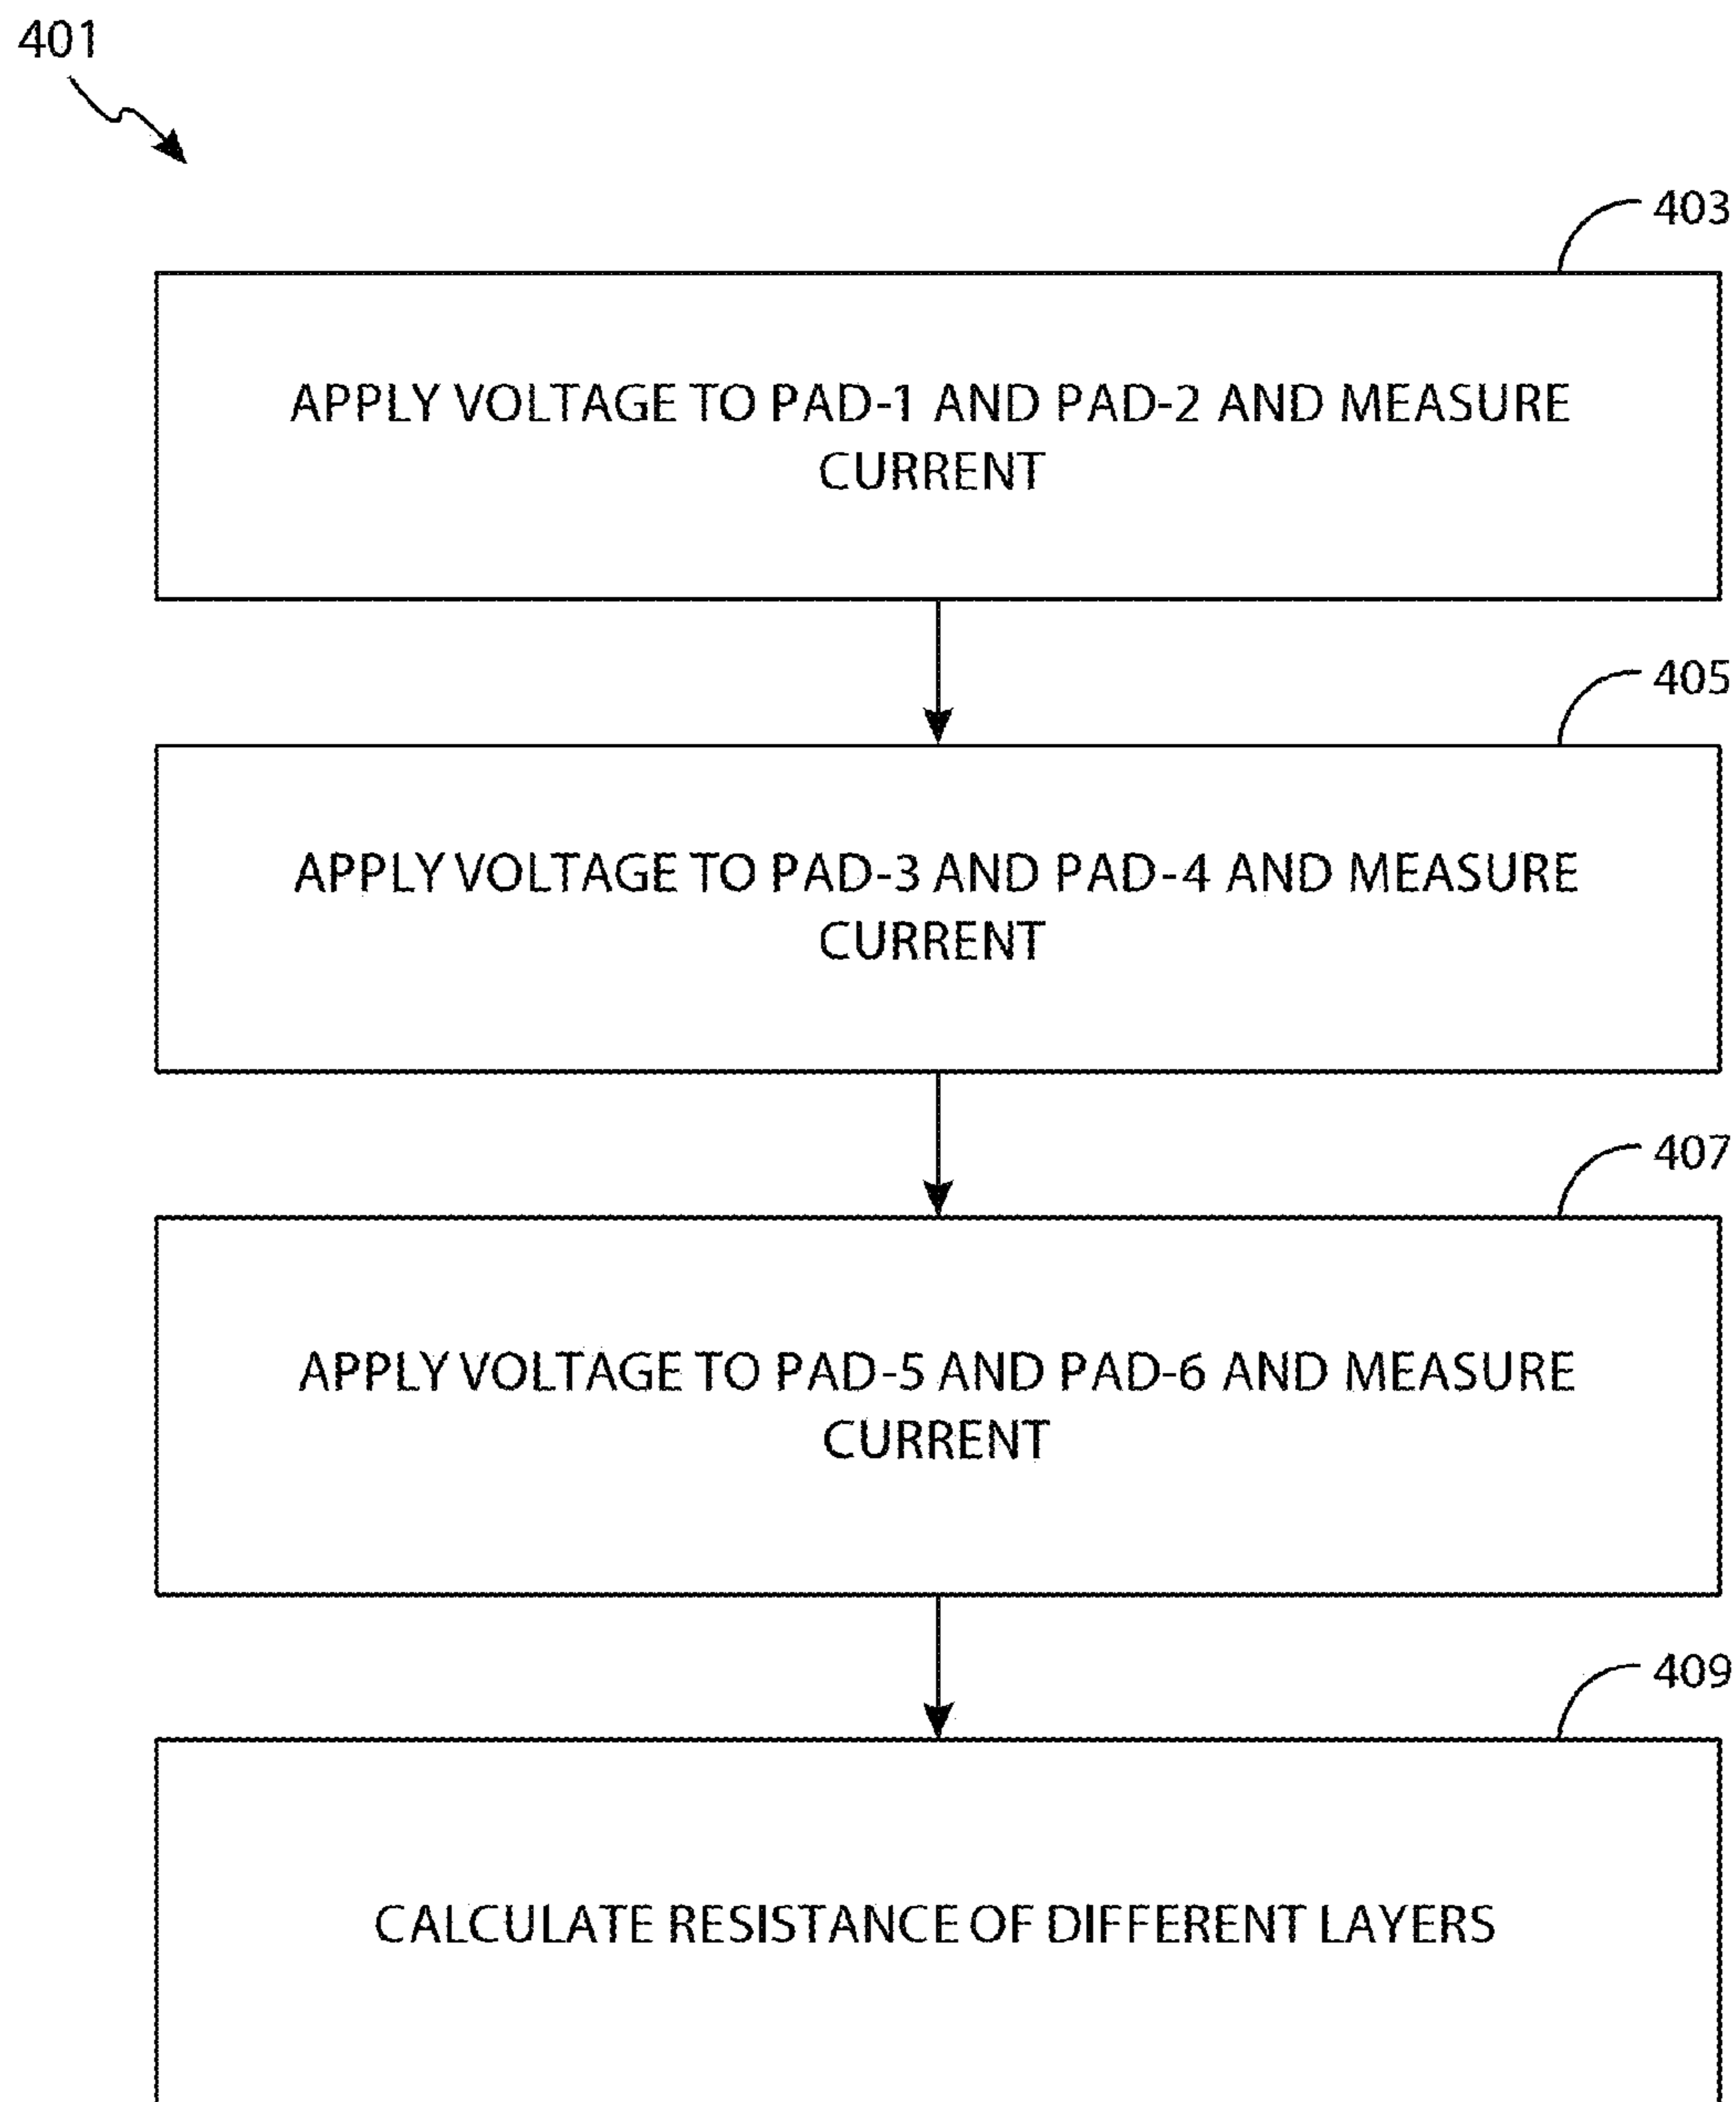 401
403
APPLY VOLTAGE TO PAD-1 AND PAD-2 AND MEASURE
CURRENT
405
APPLY VOLTAGE TO PAD-3 AND PAD-4 AND MEASURE
CURRENT
407
APPLY VOLTAGE TO PAD-5 AND PAD-6 AND MEASURE
CURRENT
409
CALCULATE RESISTANCE OF DIFFERENT LAYERS